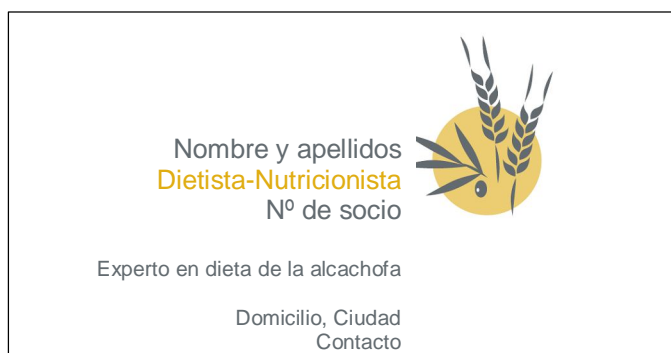 Nombre y apellidos
Dietista-Nutricionista
Nº de socio
Experto en dieta de la alcachofa
Domicilio, Ciudad
Contacto